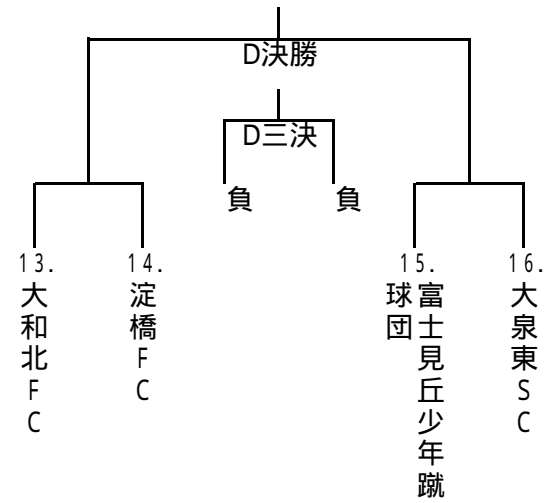 D決勝
D三決
負
負
13.
大和北FC
14.
淀橋FC
15.
富士見丘少年蹴
球団
16.
大泉東SC